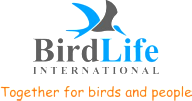 BirdLife
INTERNATIONAL
Together for birds and people